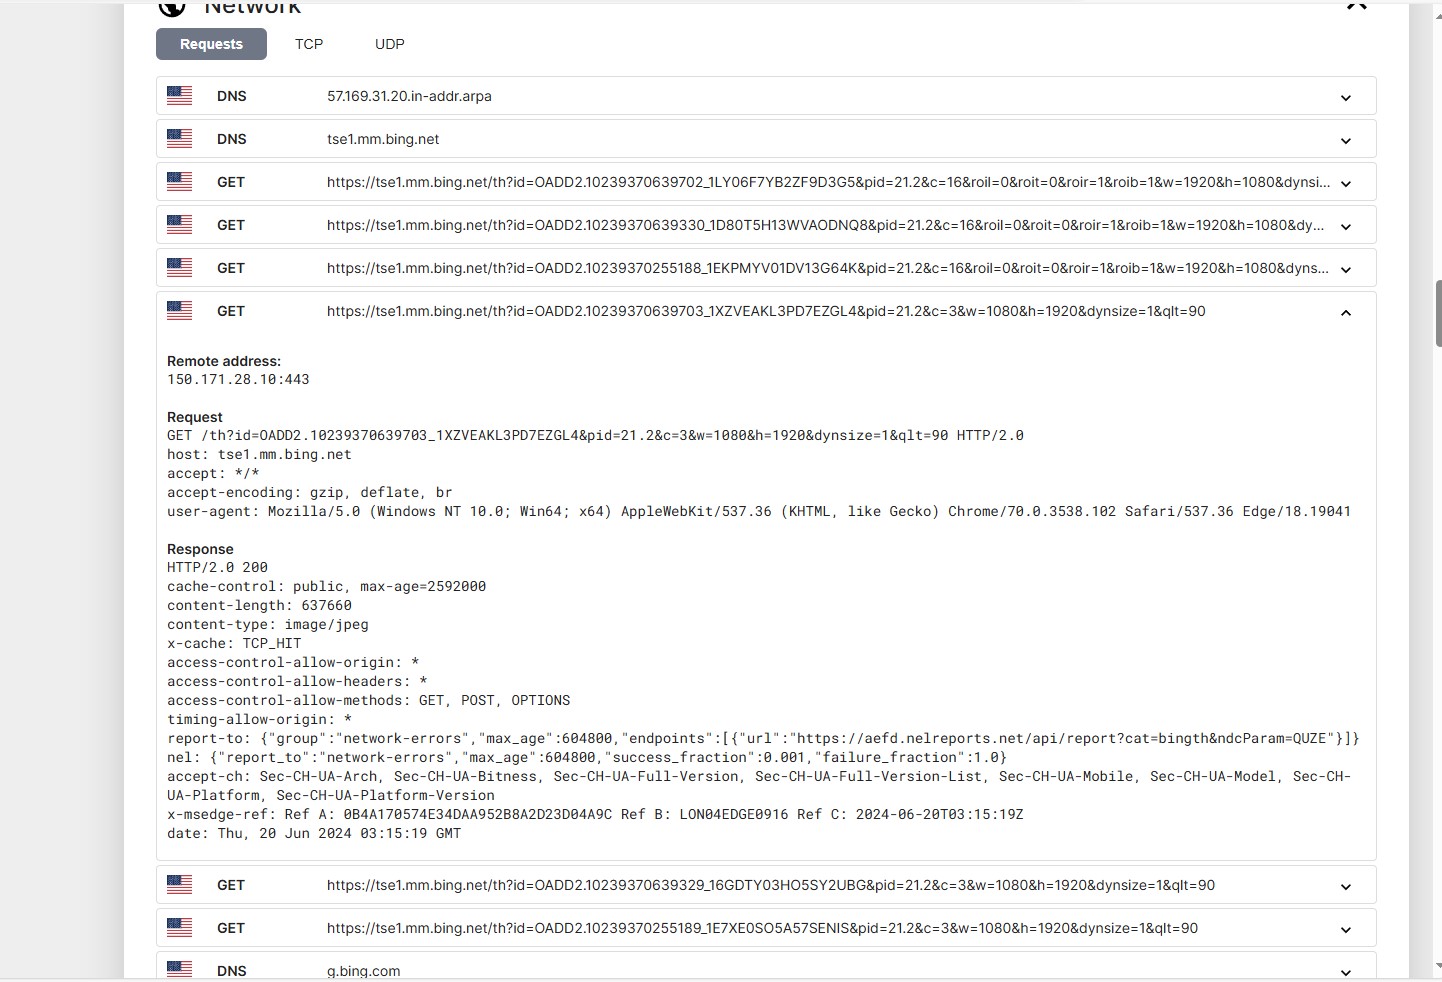 Network
Requests TCP UDP
DNS 57.169.31.20.in-addr.arpa
DNS tse1.mm.bing.net
GET https://tse1.mm.bing.net/th?id=OADD2.10239370639702_1LY06F7YB2ZF9D3G5&pid=21.2&c=16&roil=0&roit=0&roir=1&roib=1&w=1920&h=1080&dynsi...
GET https://tse1.mm.bing.net/th?id=OADD2.10239370639330_1D80T5H13WVAODNQ8&pid=21.2&c=16&roil=0&roit=0&roir=1&roib=1&w=1920&h=1080&dy...
GET https://tse1.mm.bing.net/th?id=OADD2.10239370255188_1EKPMYV01DV13G64K&pid=21.2&c=16&roil=0&roit=0&roir=1&roib=1&w=1920&h=1080&dyns...
GET https://tse1.mm.bing.net/th?id=OADD2.10239370639703_1XZVEAKL3PD7EZGL4&pid=21.2&c=3&w=1080&h=1920&dynsize=1&qlt=90
Remote address:
150.171.28.10:443
Request
GET /th?id=OADD2.10239370639703_1XZVEAKL3PD7EZGL4&pid=21.2&c=3&w=1080&h=1920&dynsize=1&qlt=90 HTTP/2.0
host: tse1.mm.bing.net
accept: */*
accept-encoding: gzip, deflate, br
user-agent: Mozilla/5.0 (Windows NT 10.0; Win64; x64) AppleWebKit/537.36 (KHTML, like Gecko) Chrome/70.0.3538.102 Safari/537.36 Edge/18.19041
Response
HTTP/2.0 200
cache-control: public, max-age=2592000
content-length: 637660
content-type: image/jpeg
x-cache: TCP_HIT
access-control-allow-origin: *
access-control-allow-headers: *
access-control-allow-methods: GET, POST, OPTIONS
timing-allow-origin: *
report-to: {"group":"network-errors","max_age":604800,"endpoints":[{"url":"https://aefd.nelreports.net/api/report?cat=bingth&ndcParam=QUZE"}]}
nel: {"report_to":"network-errors","max_age":604800,"success_fraction":0.001,"failure_fraction":1.0}
accept-ch: Sec-CH-UA-Arch, Sec-CH-UA-Bitness, Sec-CH-UA-Full-Version, Sec-CH-UA-Full-Version-List, Sec-CH-UA-Mobile, Sec-CH-UA-Model, Sec-CH-
UA-Platform, Sec-CH-UA-Platform-Version
x-msedge-ref: Ref A: 0B4A170574E34DAA952B8A2D23D04A9C Ref B: LON04EDGE0916 Ref C: 2024-06-20T03:15:19Z
date: Thu, 20 Jun 2024 03:15:19 GMT
GET https://tse1.mm.bing.net/th?id=OADD2.10239370639329_16GDTY03HO5SY2UBG&pid=21.2&c=3&w=1080&h=1920&dynsize=1&qlt=90
GET https://tse1.mm.bing.net/th?id=OADD2.10239370255189_1E7XE0SO5A57SENIS&pid=21.2&c=3&w=1080&h=1920&dynsize=1&qlt=90
DNS g.bing.com